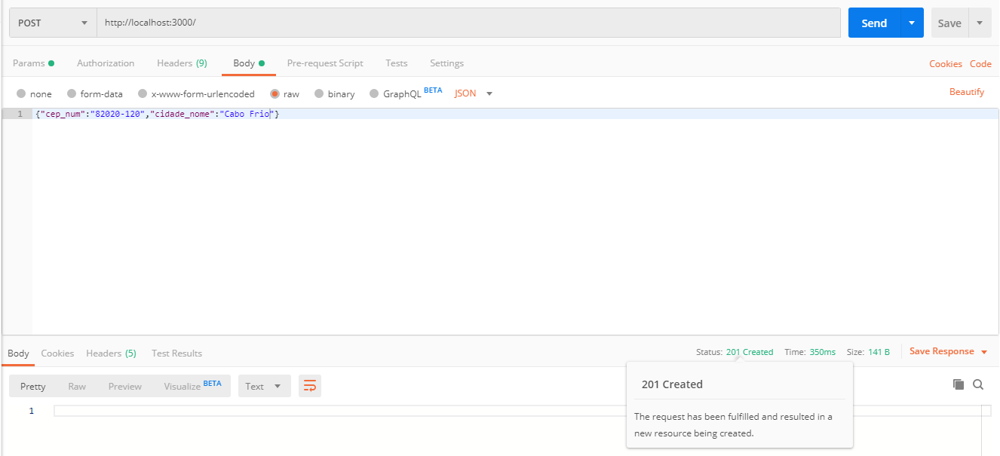 POST http://localhost:3000/ Send Save
Params Authorization Headers (9) Body Pre-request Script Tests Settings Cookies Code
none form-data x-www-form-urlencoded raw binary GraphQL BETA JSON Beautify
1 {"cep_num":"82020-120","cidade_nome":"Cabo Frio"}
Body Cookies Headers (5) Test Results Status: 201 Created Time: 350ms Size: 141 B Save Response
Pretty Raw Preview Visualize BETA Text
1
201 Created
The request has been fulfilled and resulted in a
new resource being created.